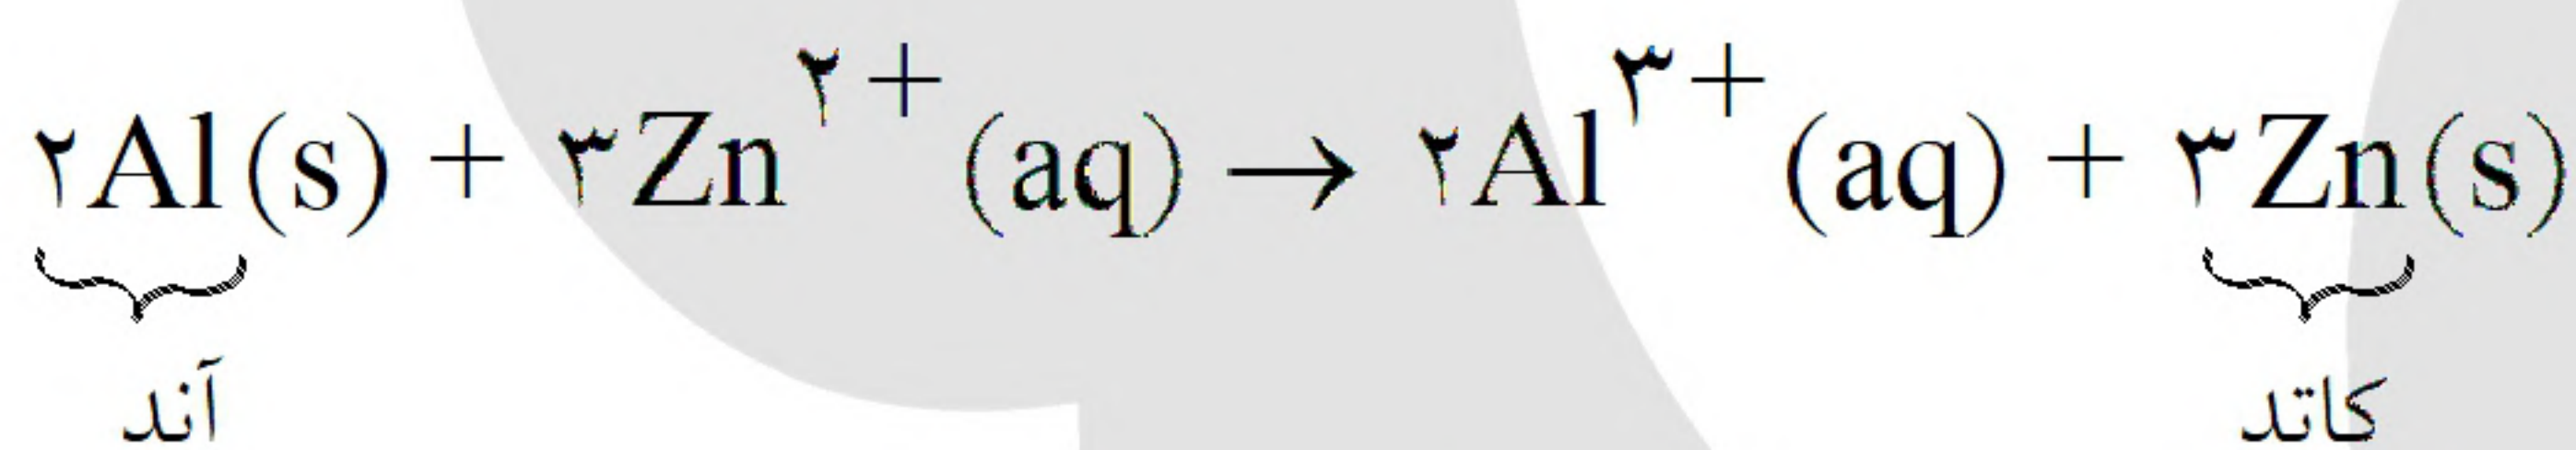 ۲Al(s) + ۳Zn²⁺(aq) → ۲Al³⁺(aq) + ۳Zn(s)
آند کاتد